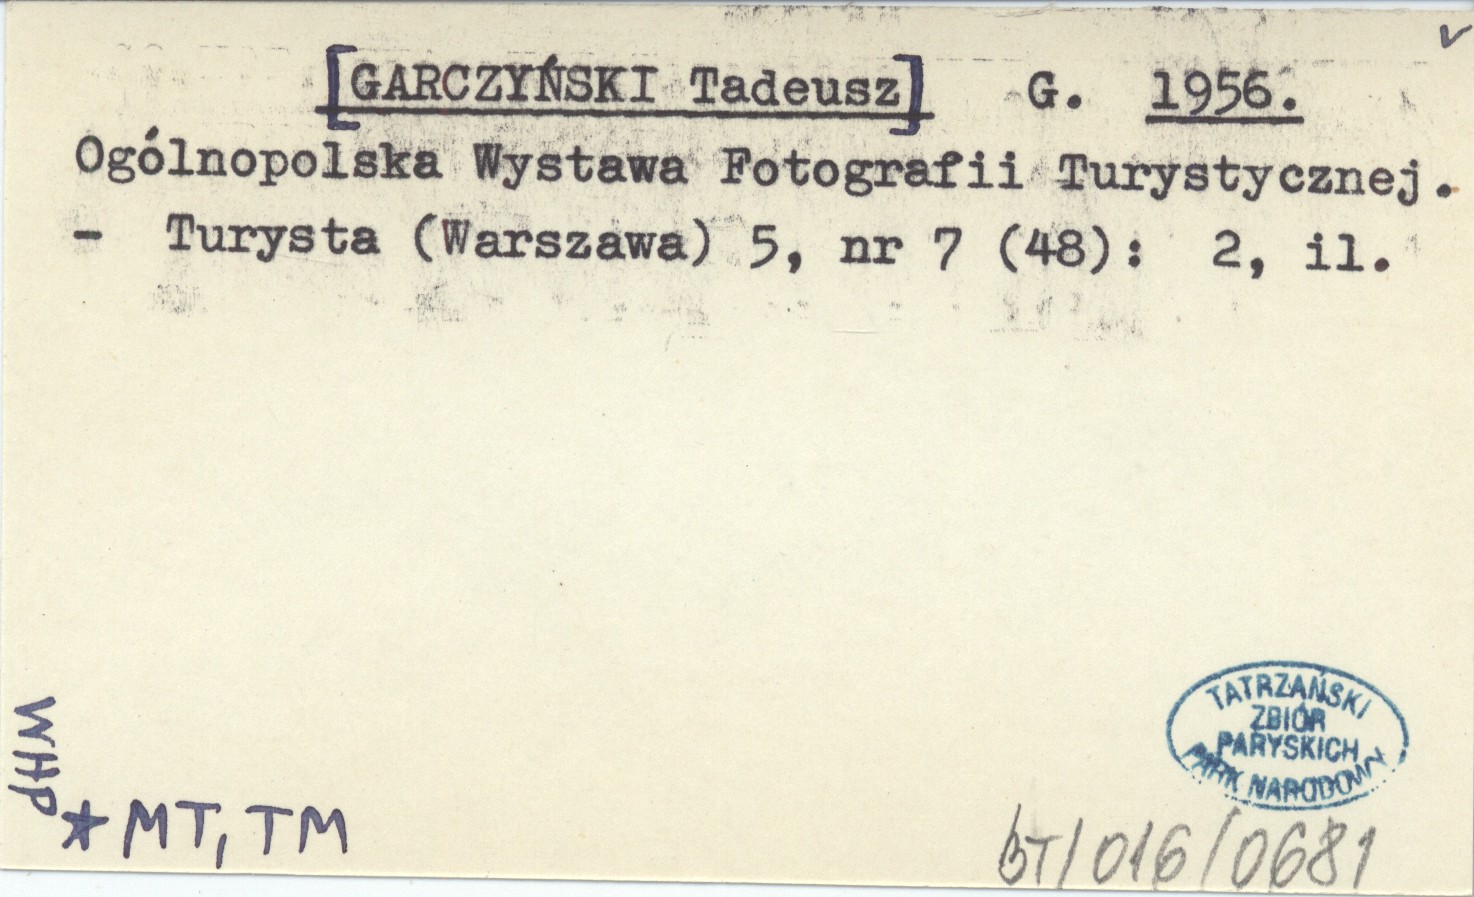 [GARCZYŃSKI Tadeusz] G. 1956.
Ogólnopolska Wystawa Fotografii Turystycznej.
- Turysta (Warszawa) 5, nr 7 (48): 2, il.
WHP
* MT, TM
TATRZAŃSKI
ZBIÓR
PARYSKICH
PARK NARODOWY
BT/016/0681